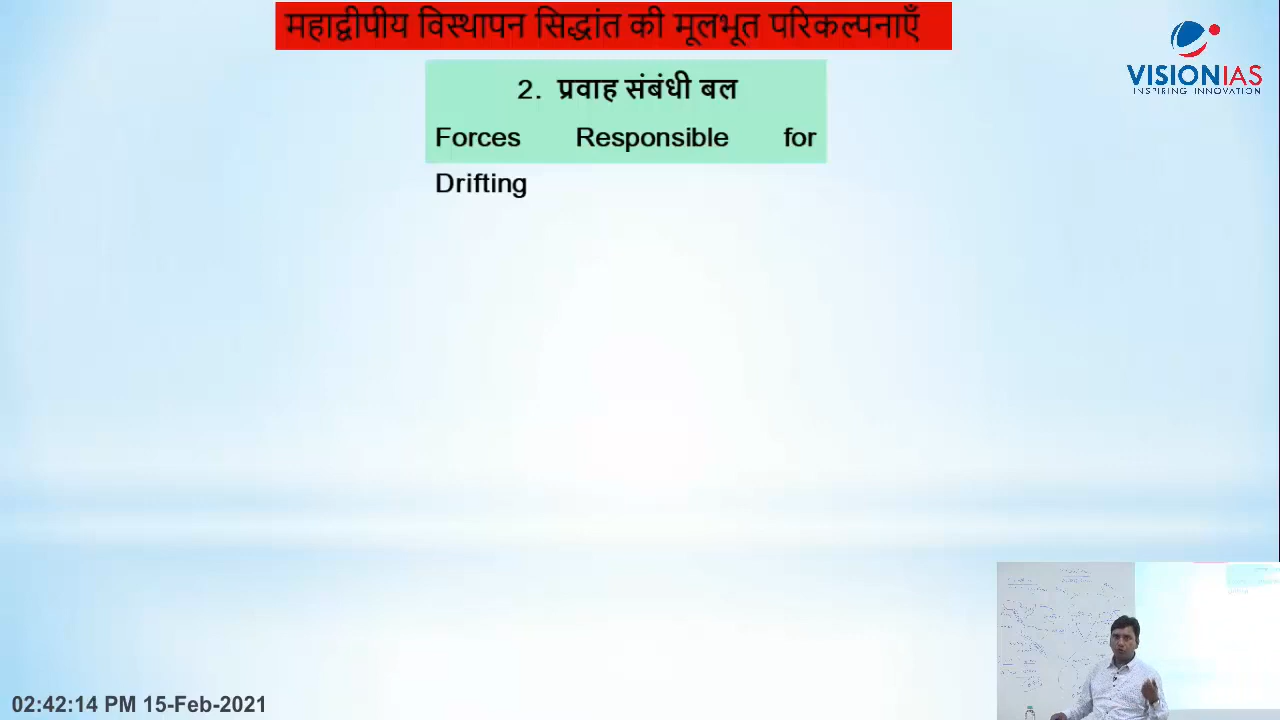 महाद्वीपीय विस्थापन सिद्धांत की मूलभूत परिकल्पनाएँ
VISIONIAS
INSPIRING INNOVATION
2. प्रवाह संबंधी बल
Forces Responsible for
Drifting
02:42:14 PM 15-Feb-2021